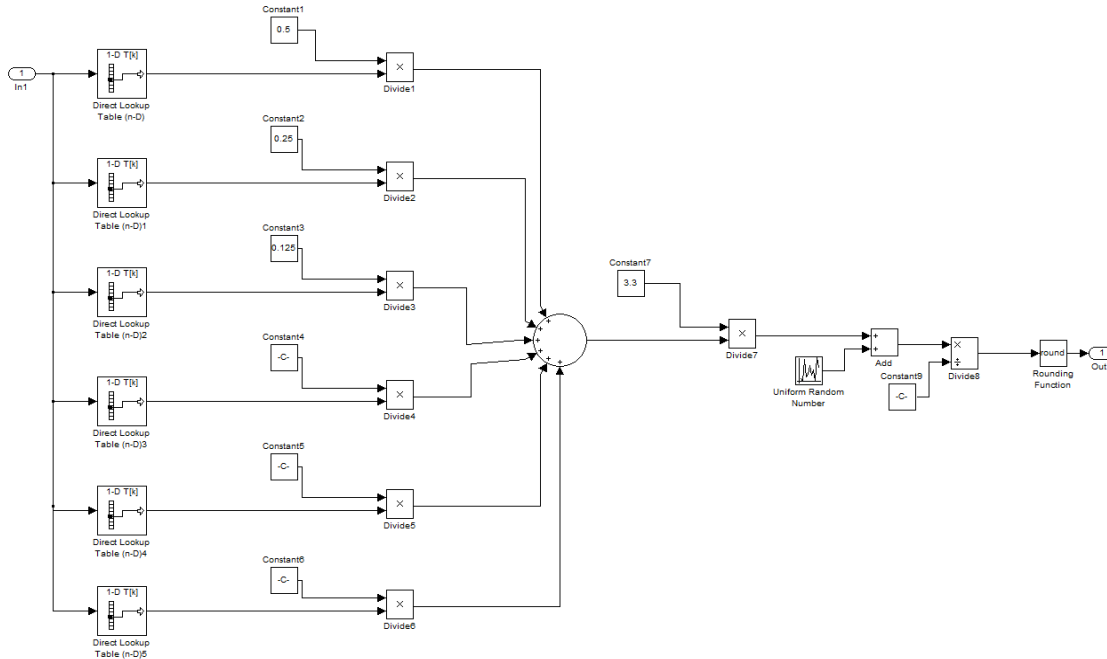 Constant1
0.5
1
In1
1-D T[k]
Direct Lookup
Table (n-D)
×
Divide1
Constant2
0.25
1-D T[k]
Direct Lookup
Table (n-D)1
×
Divide2
Constant3
0.125
1-D T[k]
Direct Lookup
Table (n-D)2
×
Divide3
Constant4
-C-
1-D T[k]
Direct Lookup
Table (n-D)3
×
Divide4
Constant5
-C-
1-D T[k]
Direct Lookup
Table (n-D)4
×
Divide5
Constant6
-C-
1-D T[k]
Direct Lookup
Table (n-D)5
×
Divide6
+
+
+
+
+
+
Constant7
3.3
×
Divide7
Uniform Random
Number
+
+
Add
Constant9
-C-
×
÷
Divide8
round
Rounding
Function
1
Out